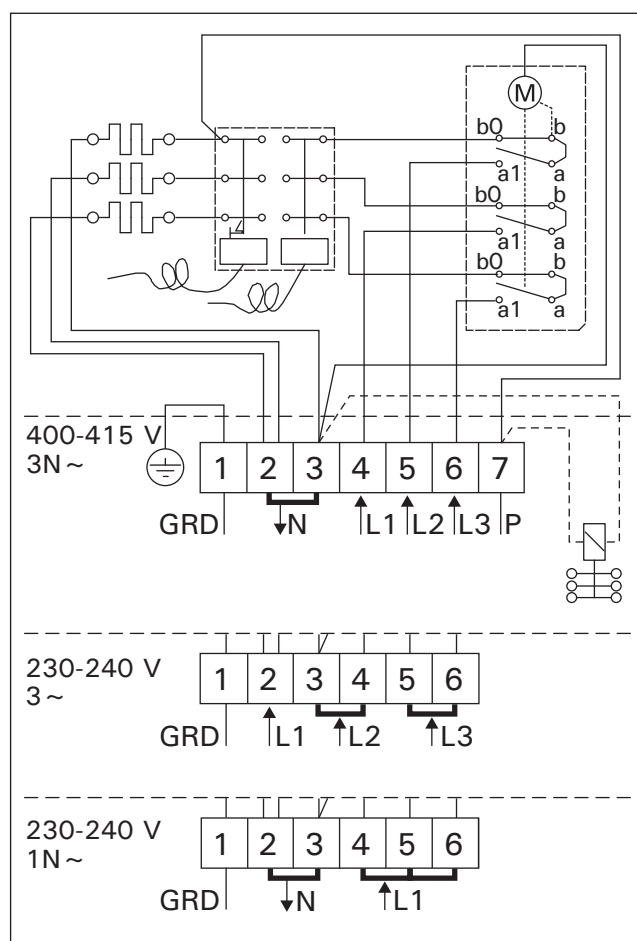 M
b0 b
a1 a
b0 b
a1 a
b0 b
a1 a
400-415 V
3N~
1 2 3 4 5 6 7
GRD N L1 L2 L3 P
230-240 V
3~
1 2 3 4 5 6
GRD L1 L2 L3
230-240 V
1N~
1 2 3 4 5 6
GRD N L1